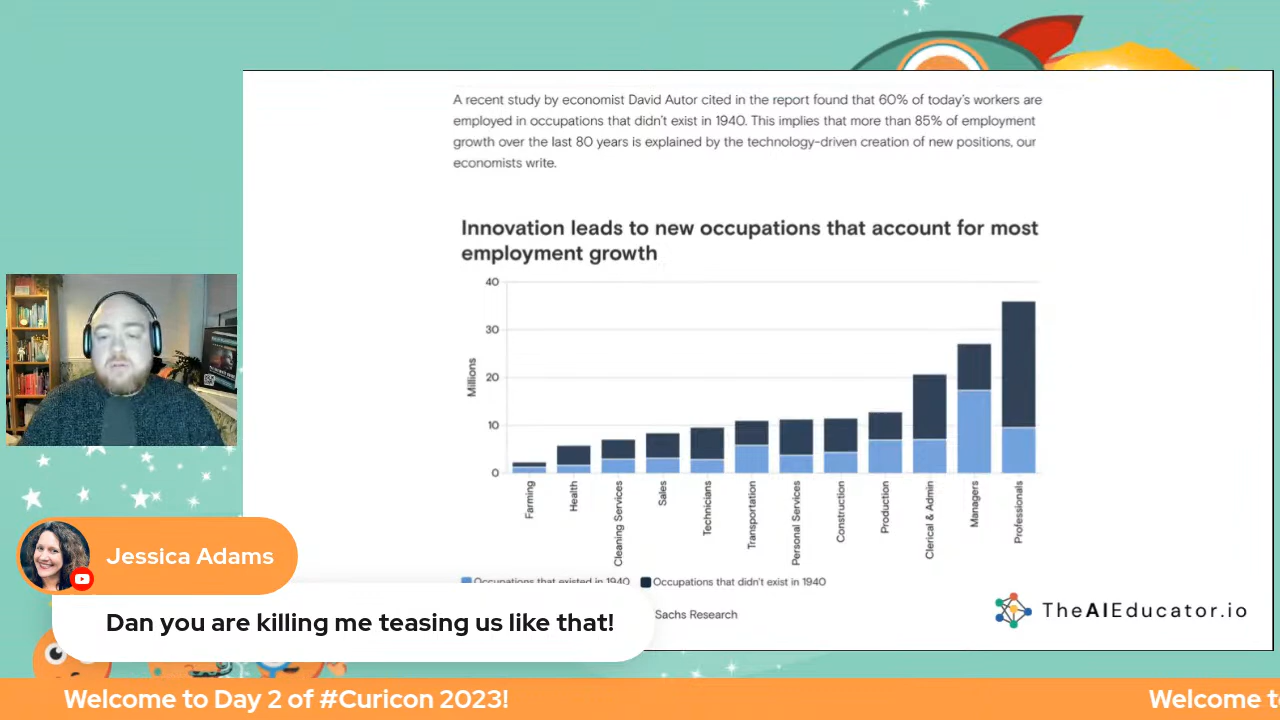 A recent study by economist David Autor cited in the report found that 60% of today's workers are
employed in occupations that didn't exist in 1940. This implies that more than 85% of employment
growth over the last 80 years is explained by the technology-driven creation of new positions, our
economists write.
Innovation leads to new occupations that account for most
employment growth
40
30
20
10
0
Millions
Farming
Health
Cleaning Services
Sales
Technicians
Transportation
Personal Services
Construction
Production
Clerical & Admin
Managers
Professionals
Occupations that existed in 1940
Occupations that didn't exist in 1940
Sachs Research
TheAIEducator.io
Jessica Adams
Dan you are killing me teasing us like that!
Welcome to Day 2 of #Curicon 2023!
Welcome to